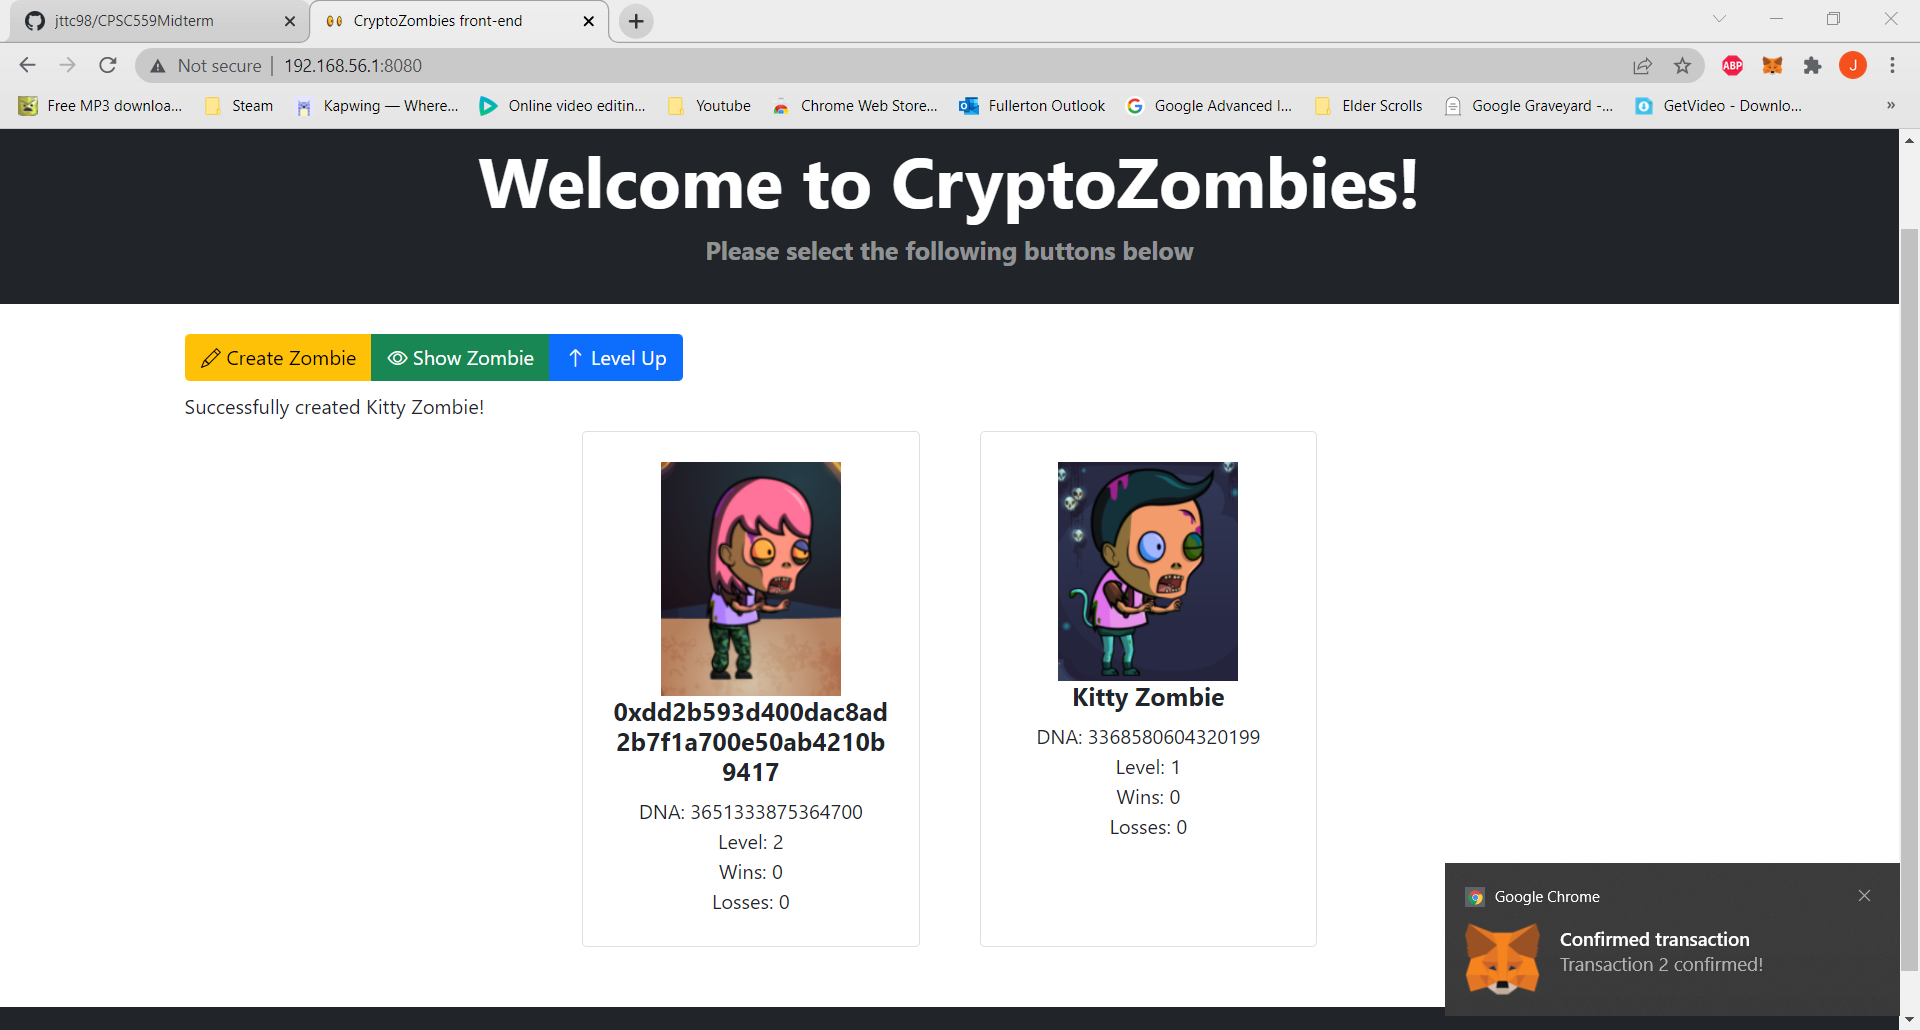 jttc98/CPSC559Midterm
CryptoZombies front-end
Not secure
192.168.56.1:8080
ABP
J
Free MP3 downloa...
Steam
Kapwing — Where...
Online video editin...
Youtube
Chrome Web Store...
Fullerton Outlook
Google Advanced I...
Elder Scrolls
Google Graveyard -...
GetVideo - Downlo...
»
Welcome to CryptoZombies!
Please select the following buttons below
Create Zombie
Show Zombie
Level Up
Successfully created Kitty Zombie!
0xdd2b593d400dac8ad
2b7f1a700e50ab4210b
9417
DNA: 3651333875364700
Level: 2
Wins: 0
Losses: 0
Kitty Zombie
DNA: 3368580604320199
Level: 1
Wins: 0
Losses: 0
Google Chrome
Confirmed transaction
Transaction 2 confirmed!